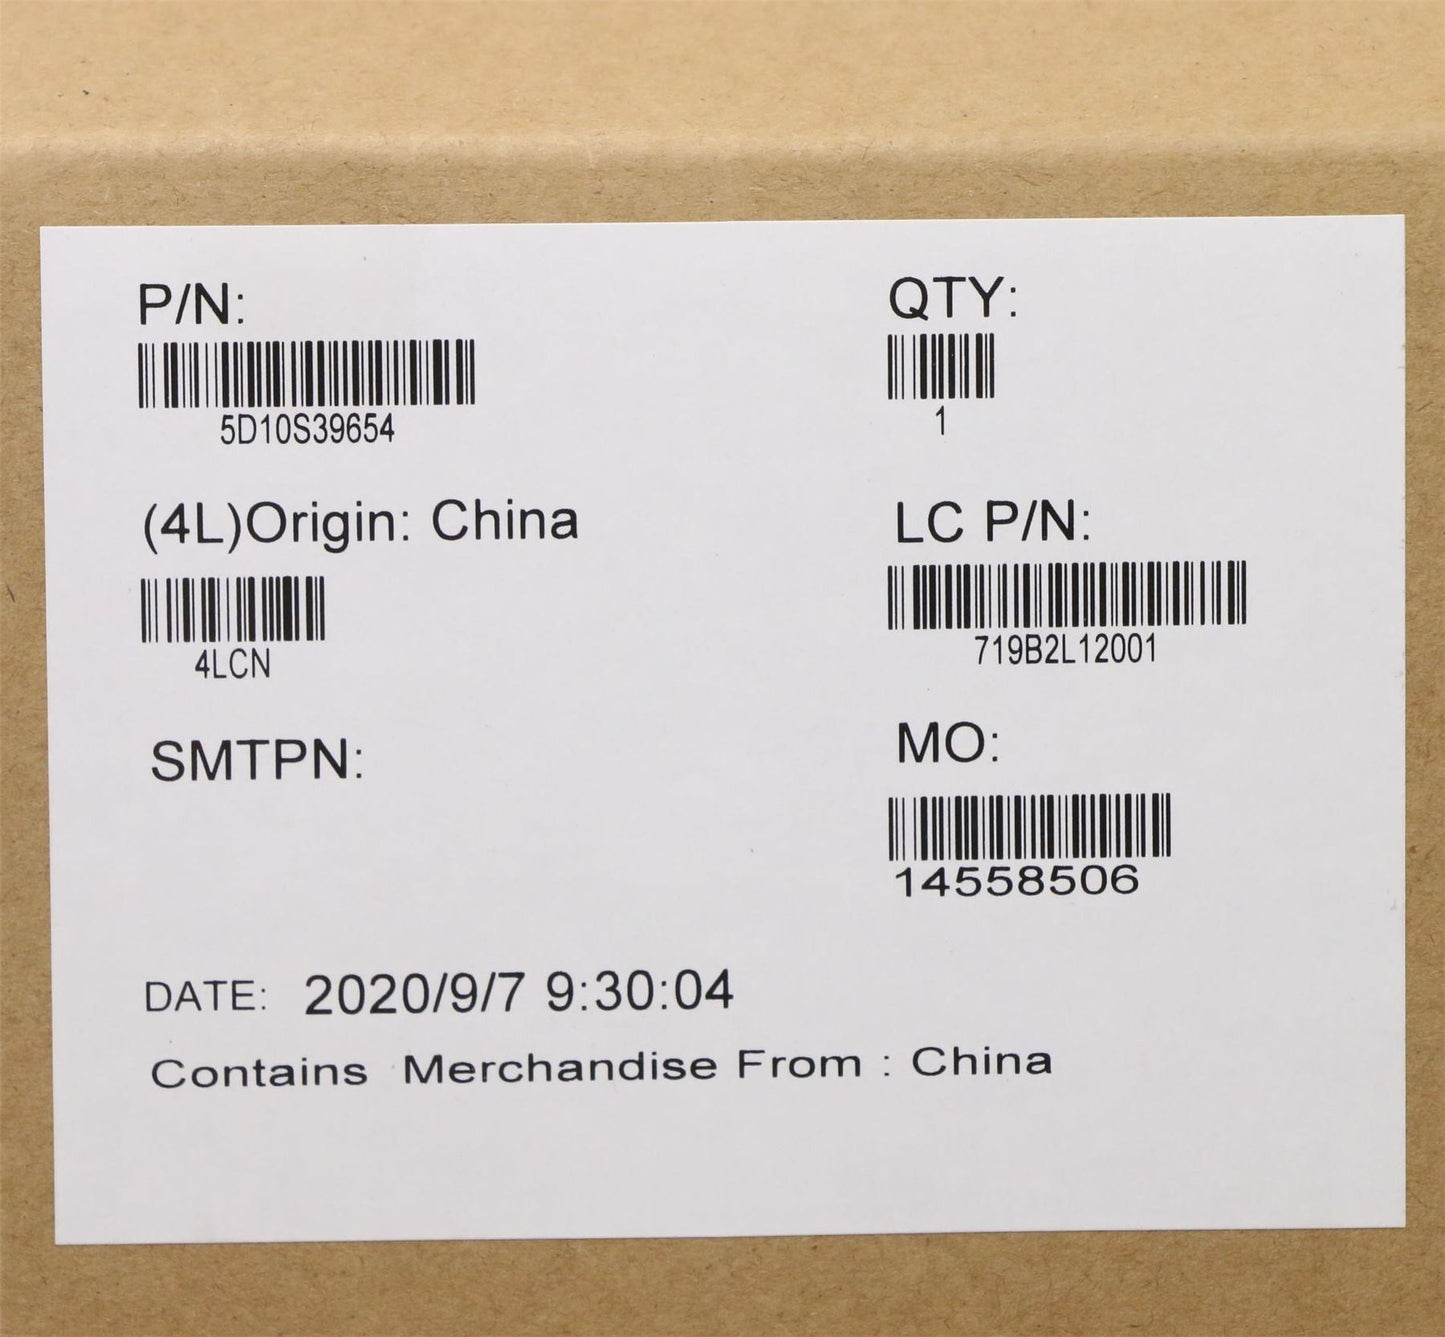 P/N:
5D10S39654
QTY:
1
(4L)Origin: China
4LCN
LC P/N:
719B2L12001
SMTPN:
MO:
14558506
DATE: 2020/9/7 9:30:04
Contains Merchandise From : China